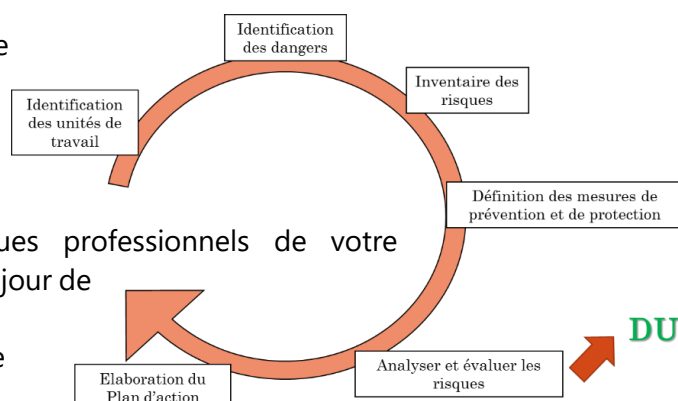 e
Identification
des dangers
Inventaire des
risques
Identification
des unités de
travail
Définition des mesures de
prévention et de protection
ues professionnels de votre
jour de
DU
e
Analyser et évaluer les
risques
Elaboration du
Plan d'action